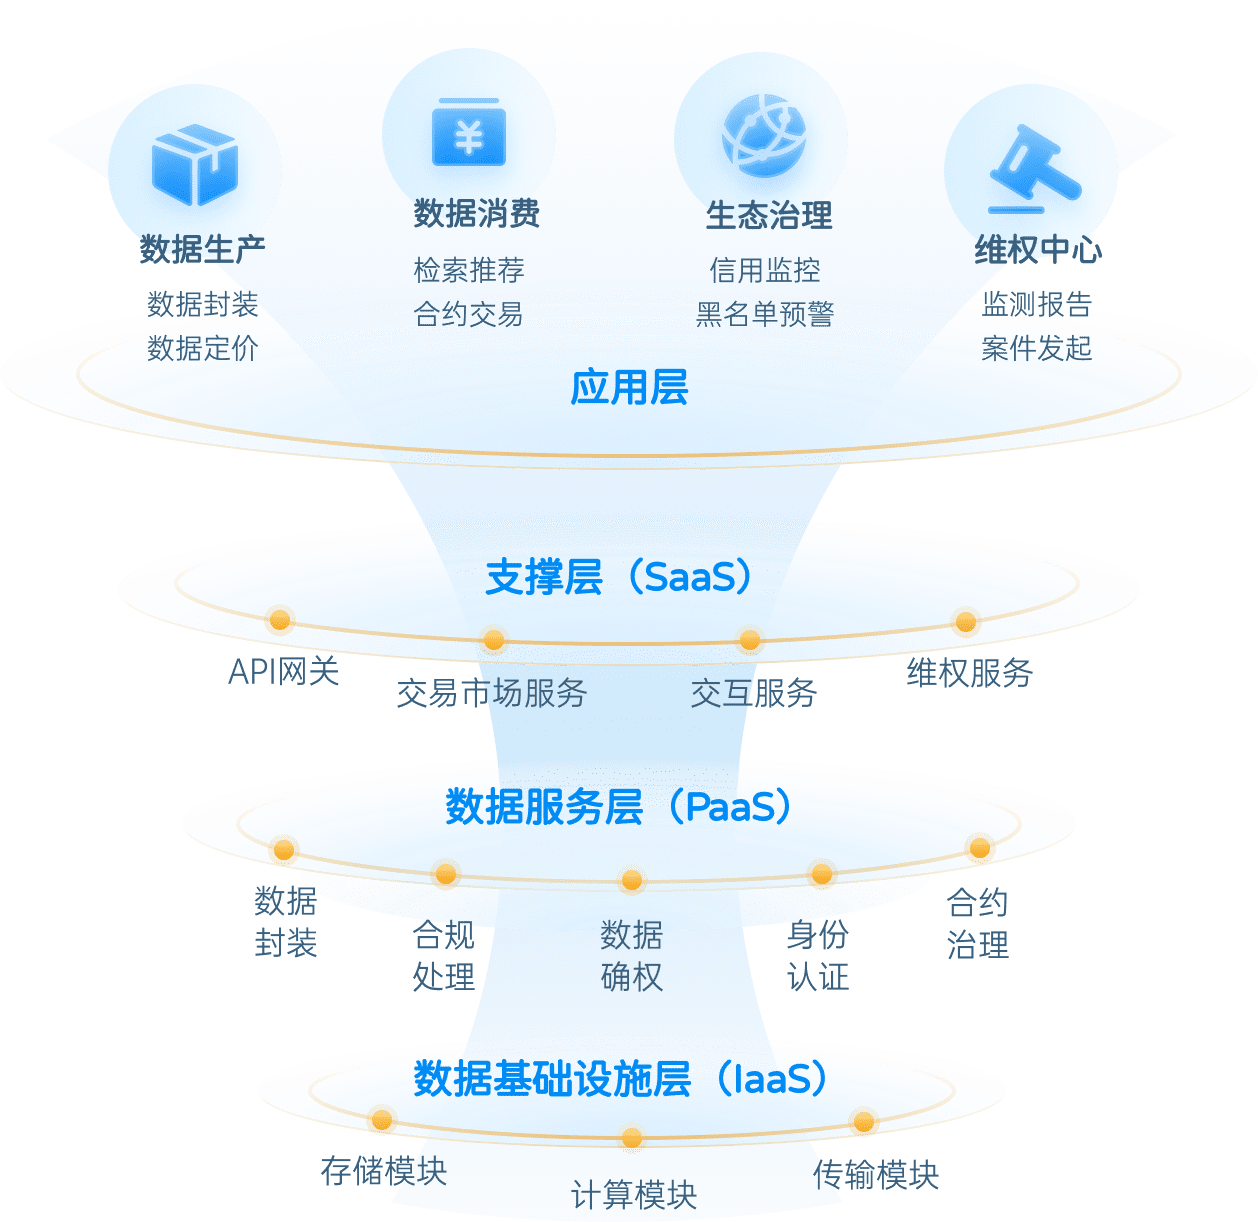 数据生产
数据封装
数据定价
¥
数据消费
检索推荐
合约交易
生态治理
信用监控
黑名单预警
维权中心
监测报告
案件发起
应用层
支撑层（SaaS）
API网关
交易市场服务
交互服务
维权服务
数据服务层（PaaS）
数据
封装
合规
处理
数据
确权
身份
认证
合约
治理
数据基础设施层（IaaS）
存储模块
计算模块
传输模块